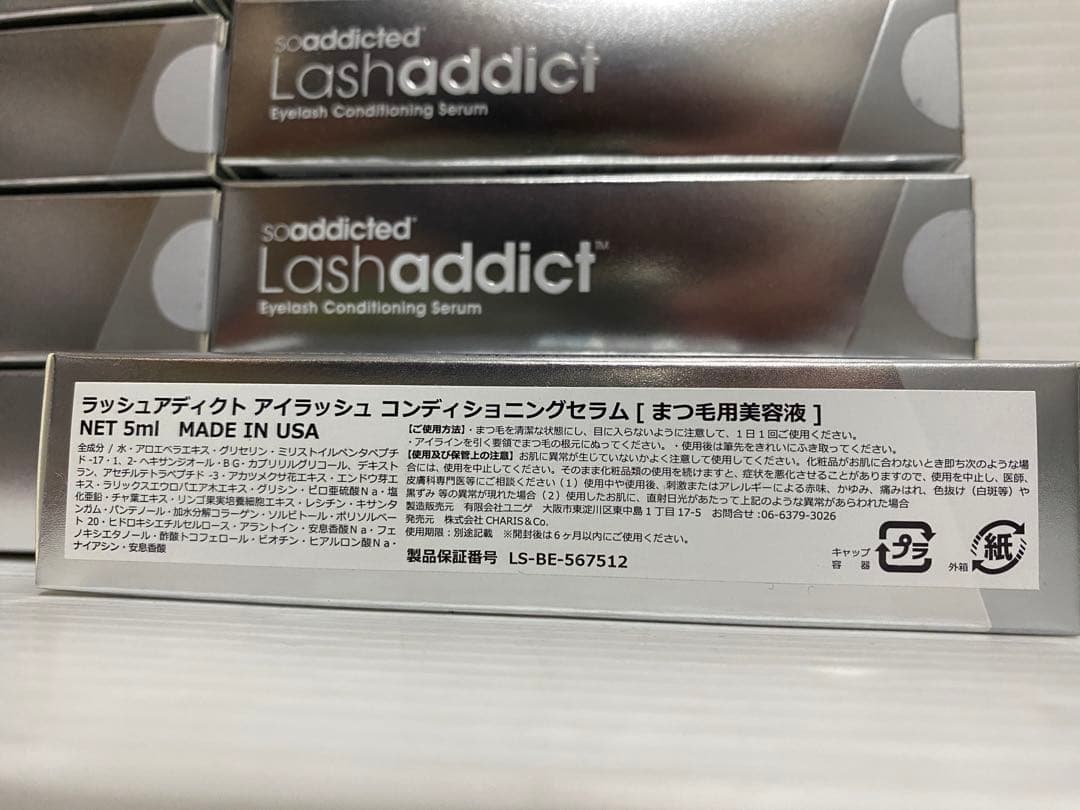 soaddicted
Lashaddict
Eyelash Conditioning Serum
soaddicted
Lashaddict™
Eyelash Conditioning Serum
ラッシュアディクト アイラッシュ コンディショニングセラム [ まつ毛用美容液 ]
NET 5ml MADE IN USA
全成分 / 水・アロエベラエキス・グリセリン・ミリストイルペンタペプチ
ド-17・1、2-ヘキサンジオール・BG・カプリリルグリコール、デキスト
ラン、アセチルテトラペプチド-3・アカツメクサ花エキス・エンドウ芽エ
キス・ラリックスエウロパエア木エキス・グリシン・ピロ亜硫酸Na・塩
化亜鉛・チャ葉エキス・リンゴ果実培養細胞エキス・レシチン・キサンタ
ンガム・パンテノール・加水分解コラーゲン・ソルビトール・ポリソルベー
ト 20・ヒドロキシエチルセルロース・アラントイン・安息香酸Na・フェ
ノキシエタノール・酢酸トコフェロール・ビオチン・ヒアルロン酸Na・
ナイアシン・安息香酸
【ご使用方法】・まつ毛を清潔な状態にし、目に入らないように注意して、1日1回ご使用ください。
・アイラインを引く要領でまつ毛の根元にぬってください。・使用後は筆先をきれいにふき取ってください。
【使用及び保管上の注意】お肌に異常が生じていないかよく注意して使用してください。化粧品がお肌に合わないとき即ち次のような場
合には、使用を中止してください。そのまま化粧品類の使用を続けますと、症状を悪化させることがありますので、使用を中止し、医師、
皮膚科専門医等にご相談ください（1）使用中や使用後、刺激またはアレルギーによる赤味、かゆみ、痛みはれ、色抜け（白斑等）や
黒ずみ 等の異常が現れた場合（2）使用したお肌に、直射日光があたって上記のような異常があらわれた場合
製造販売元 有限会社ユニゲ 大阪市東淀川区東中島1丁目17-5 お問合せ：06-6379-3026
発売元 株式会社 CHARIS&Co.
使用期限：別途記載 ※開封後は6ヶ月以内にご使用ください。
製品保証番号 LS-BE-567512
キャップ
容器
プラ
外箱
紙